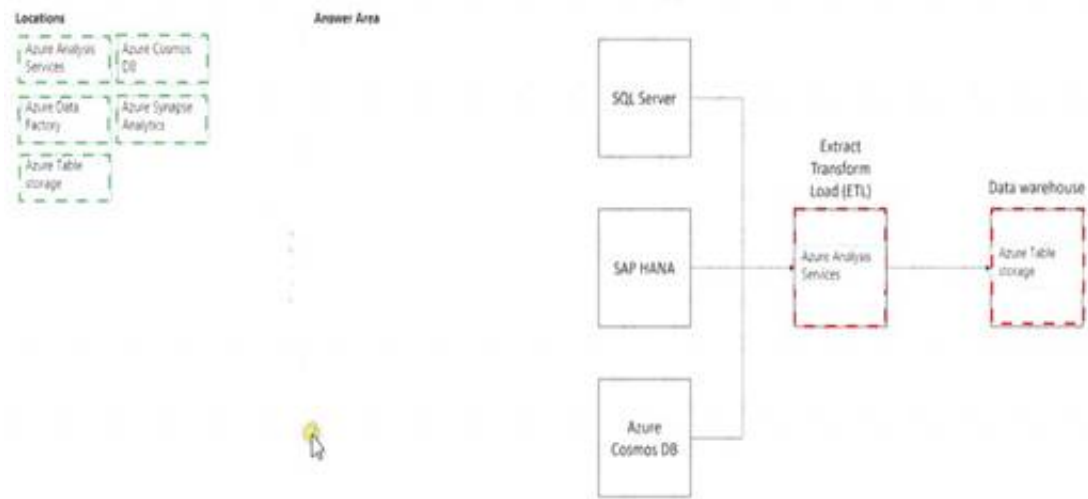 Locations
Answer Area
Azure Analysis
Services
Azure Cosmos
DB
Azure Data
Factory
Azure Synapse
Analytics
Azure Table
storage
SQL Server
SAP HANA
Azure
Cosmos DB
Extract
Transform
Load (ETL)
Azure Analysis
Services
Data warehouse
Azure Table
storage